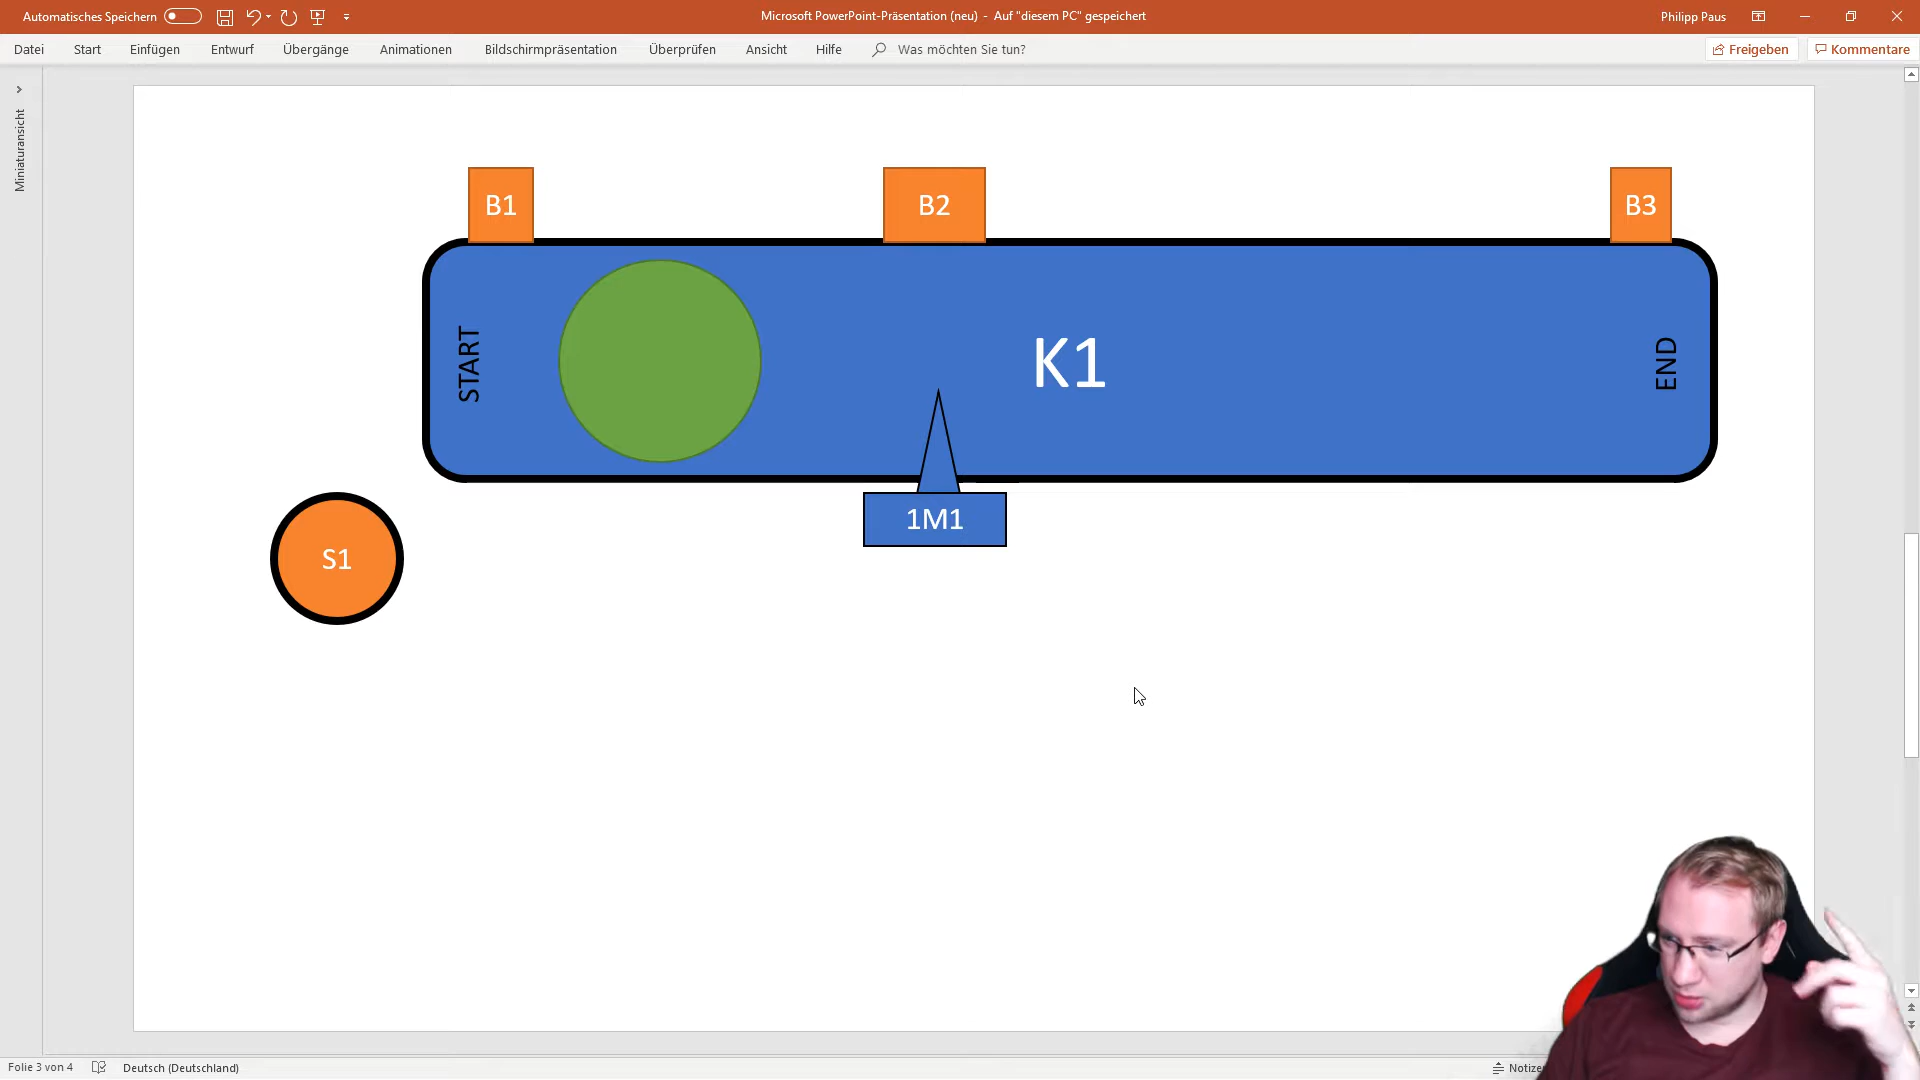 Automatisches Speichern
Microsoft PowerPoint-Präsentation (neu) - Auf "diesem PC" gespeichert
Philipp Paus
Datei Start Einfügen Entwurf Übergänge Animationen Bildschirmpräsentation Überprüfen Ansicht Hilfe Was möchten Sie tun? Freigeben Kommentare
Miniaturansicht
B1 B2 B3
START K1 END
1M1
S1
Folie 3 von 4 Deutsch (Deutschland)